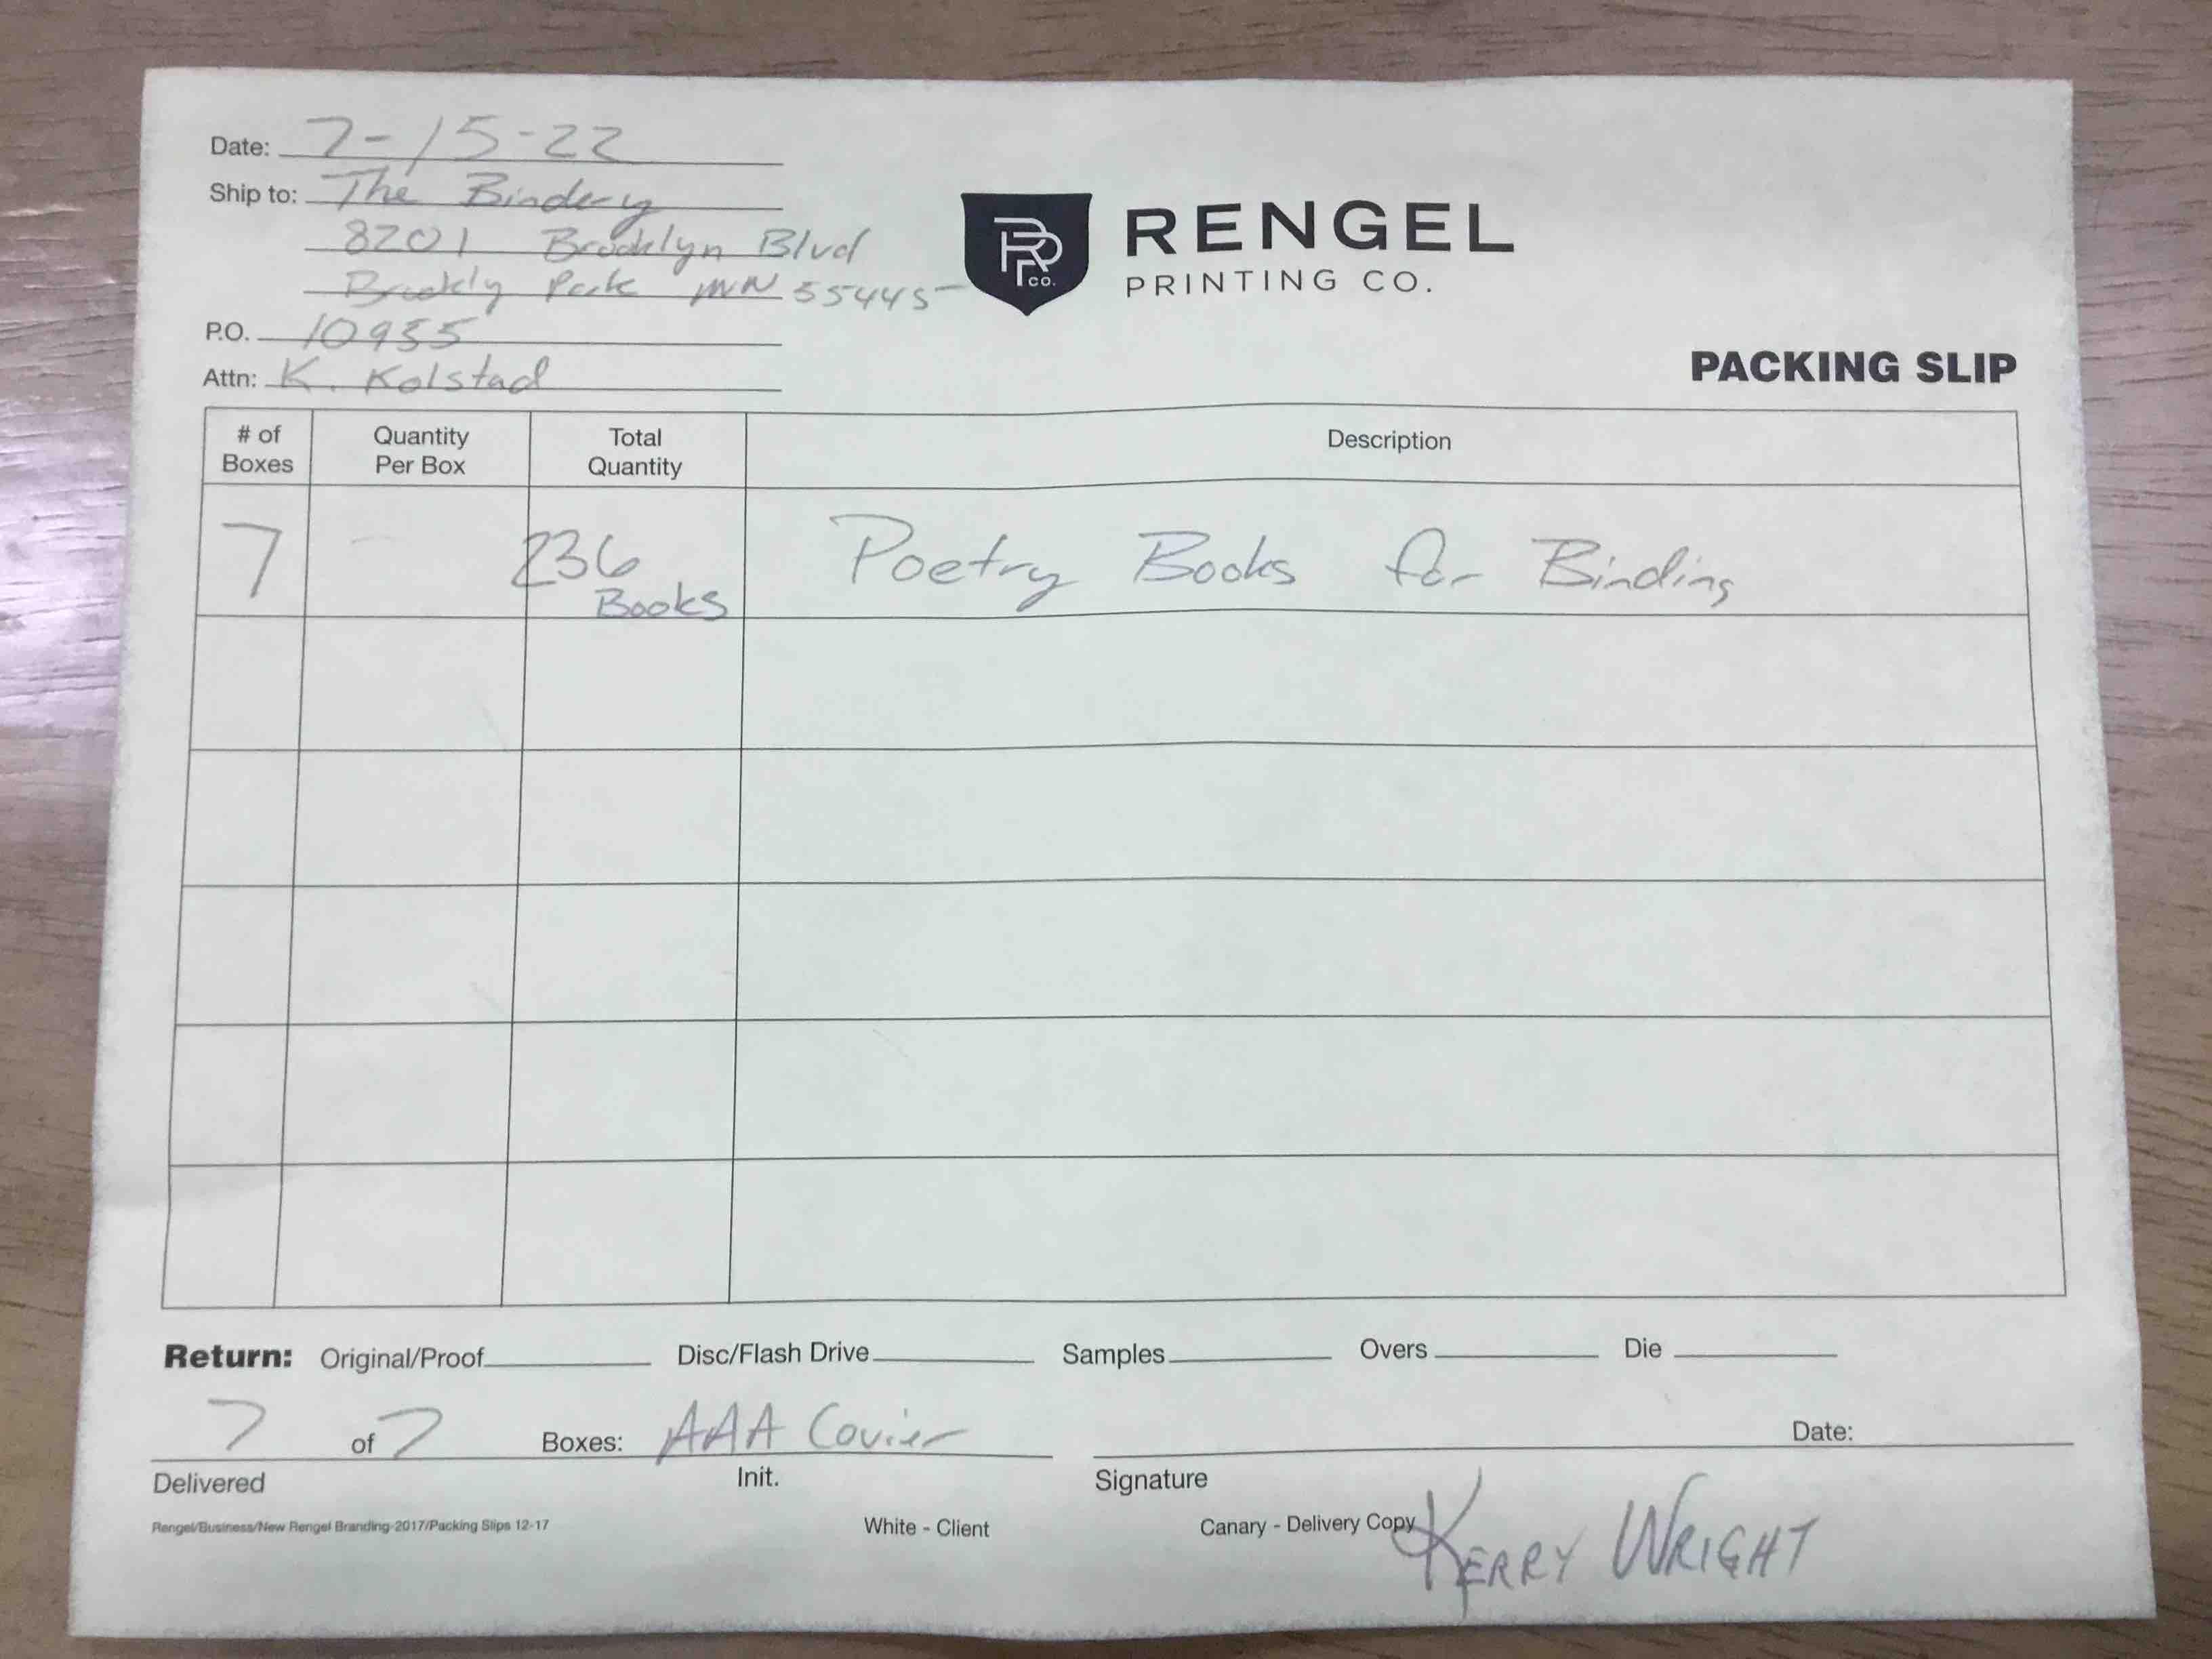 Date: 7-15-22
Ship to: The Bindery
8201 Brooklyn Blvd
Brookly Park MN 55445
P.O. 10955
Attn: K. Kolstad
PR CO.
RENGEL
PRINTING CO.
PACKING SLIP
# of Boxes Quantity Per Box Total Quantity Description
7 236 Books Poetry Books for Binding
Return: Original/Proof Disc/Flash Drive Samples Overs Die
7 of 7 Boxes: AAA Courier Date:
Delivered Init. Signature
Rengel/Business/New Rengel Branding-2017/Packing Slips 12-17 White - Client Canary - Delivery Copy
KERRY WRIGHT